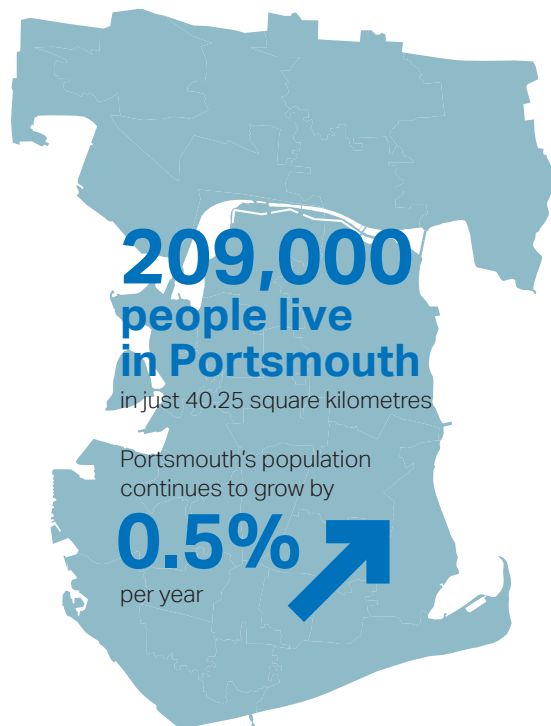 209,000
people live
in Portsmouth
in just 40.25 square kilometres
Portsmouth's population
continues to grow by
0.5%
per year